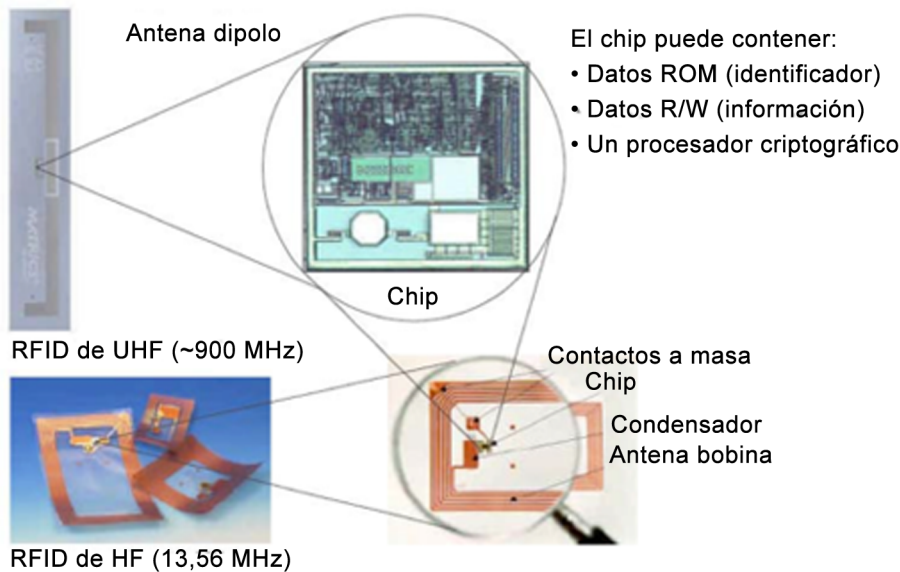 Antena dipolo
El chip puede contener:
• Datos ROM (identificador)
• Datos R/W (información)
• Un procesador criptográfico
Chip
RFID de UHF (~900 MHz)
Contactos a masa
Chip
Condensador
Antena bobina
RFID de HF (13,56 MHz)